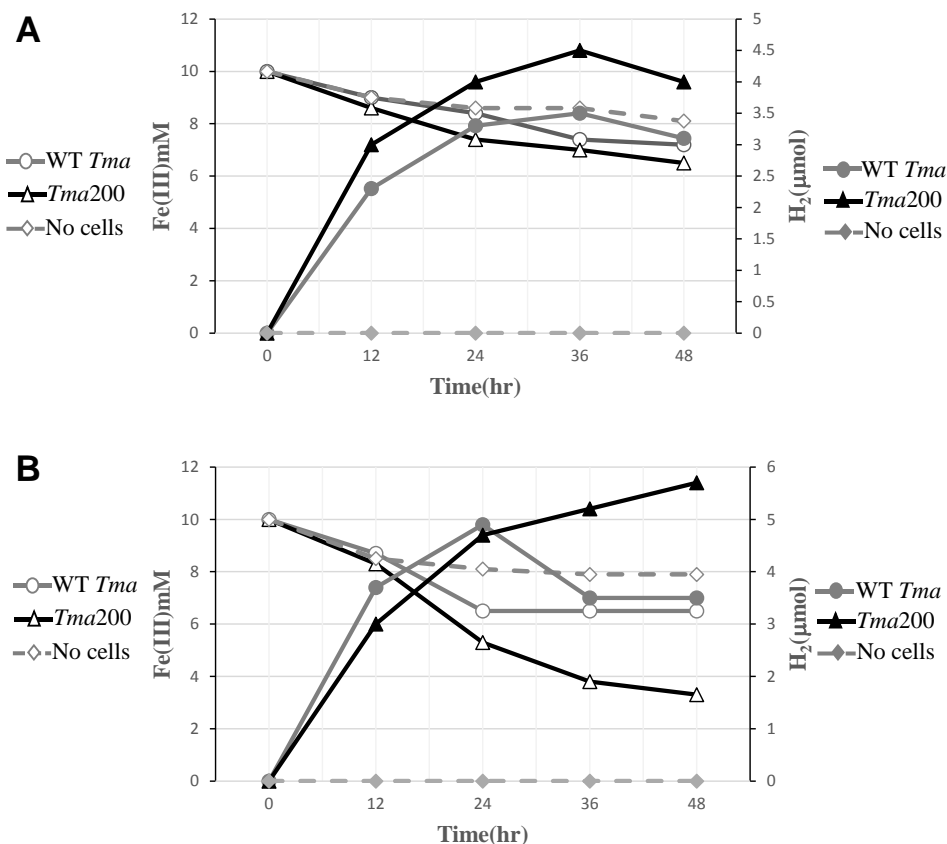 A
12
10
8
6
4
2
0
Fe(III)mM
5
4.5
4
3.5
3
2.5
2
1.5
1
0.5
0
H₂(μmol)
0 12 24 36 48
Time(hr)
WT Tma
Tma200
No cells
WT Tma
Tma200
No cells
B
12
10
8
6
4
2
0
Fe(III)mM
6
5
4
3
2
1
0
H₂(μmol)
0 12 24 36 48
Time(hr)
WT Tma
Tma200
No cells
WT Tma
Tma200
No cells